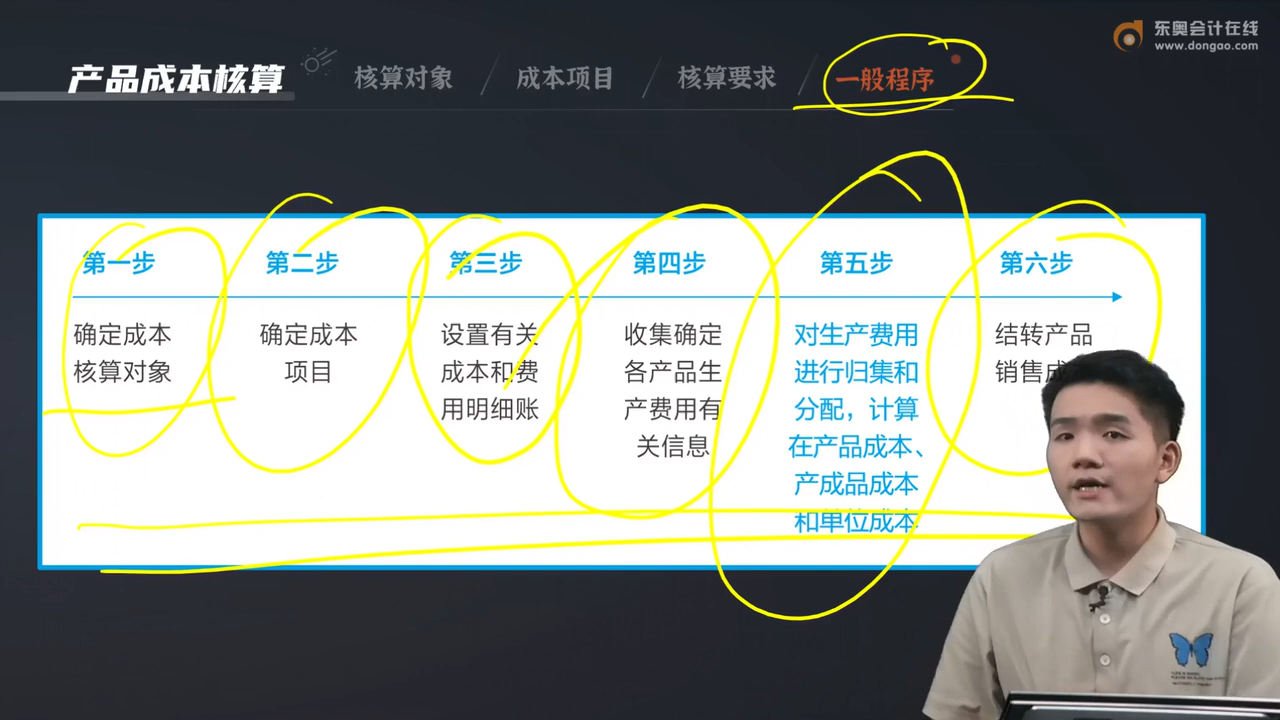 东奥会计在线
www.dongao.com
产品成本核算
核算对象
成本项目
核算要求
一般程序
第一步
第二步
第三步
第四步
第五步
第六步
确定成本
核算对象
确定成本
项目
设置有关
成本和费
用明细账
收集确定
各产品生
产费用有
关信息
对生产费用
进行归集和
分配，计算
在产品成本、
产成品成本
和单位成本
结转产品
销售成